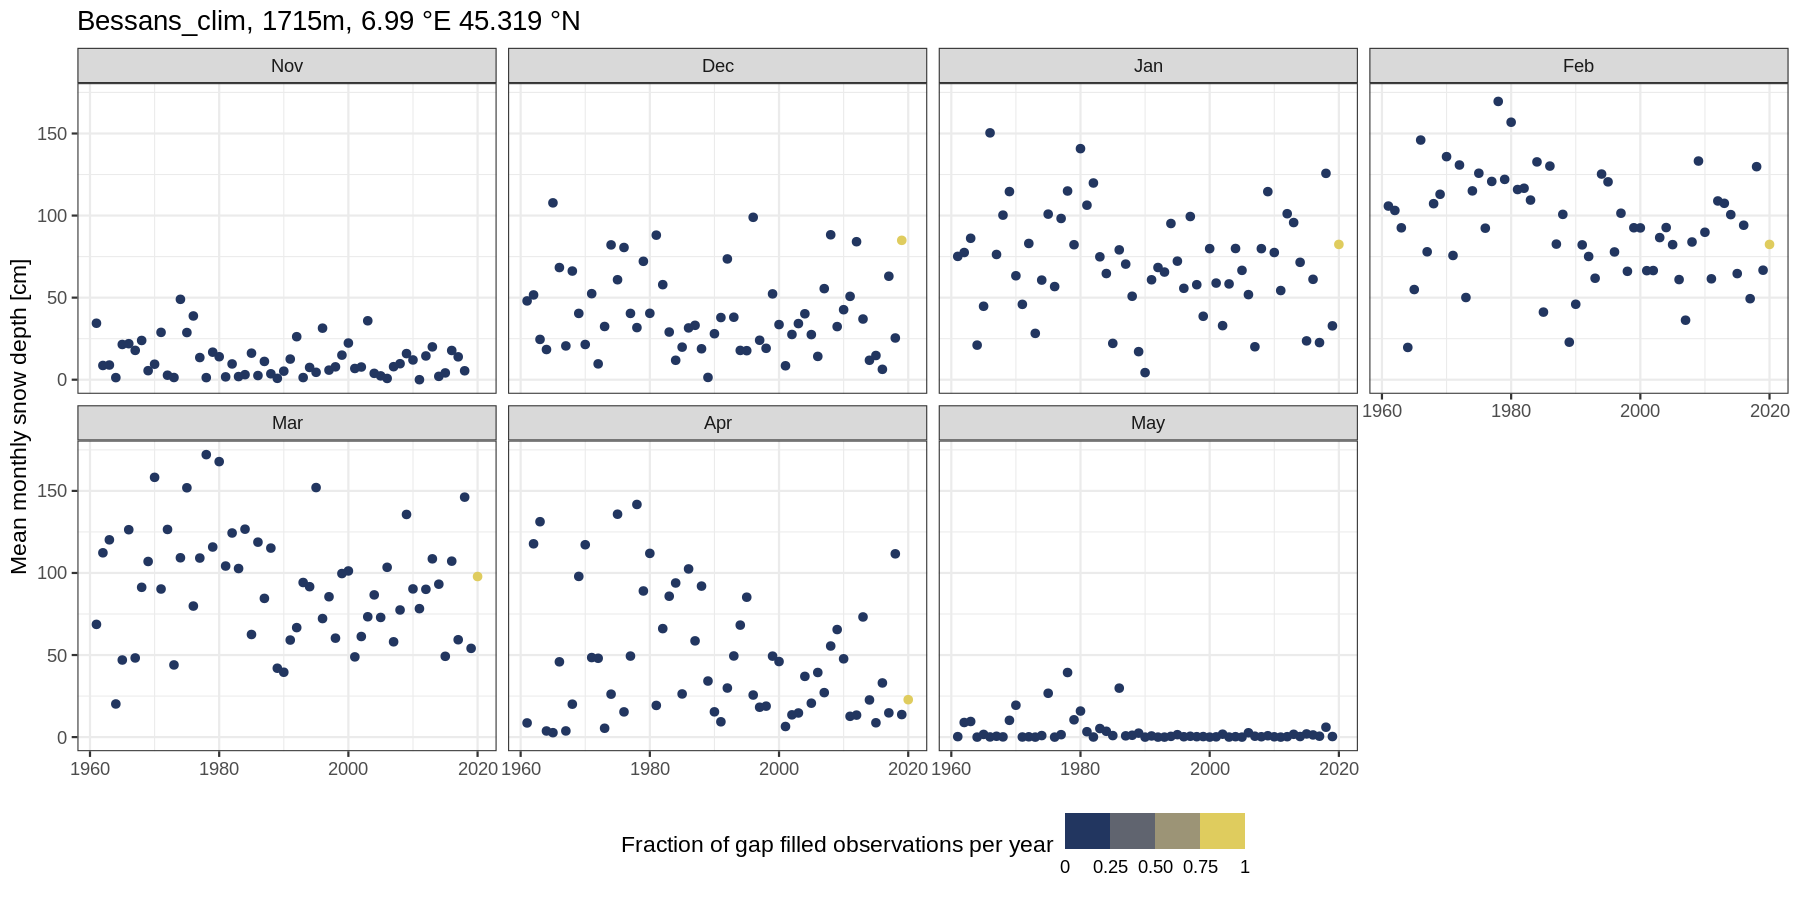 Bessans_clim, 1715m, 6.99 °E 45.319 °N
Nov Dec Jan Feb
150
100
50
0
1960 1980 2000 2020
Mean monthly snow depth [cm]
Mar Apr May
150
100
50
0
1960 1980 2000 2020 1960 1980 2000 2020 1960 1980 2000 2020
Fraction of gap filled observations per year
0 0.25 0.50 0.75 1